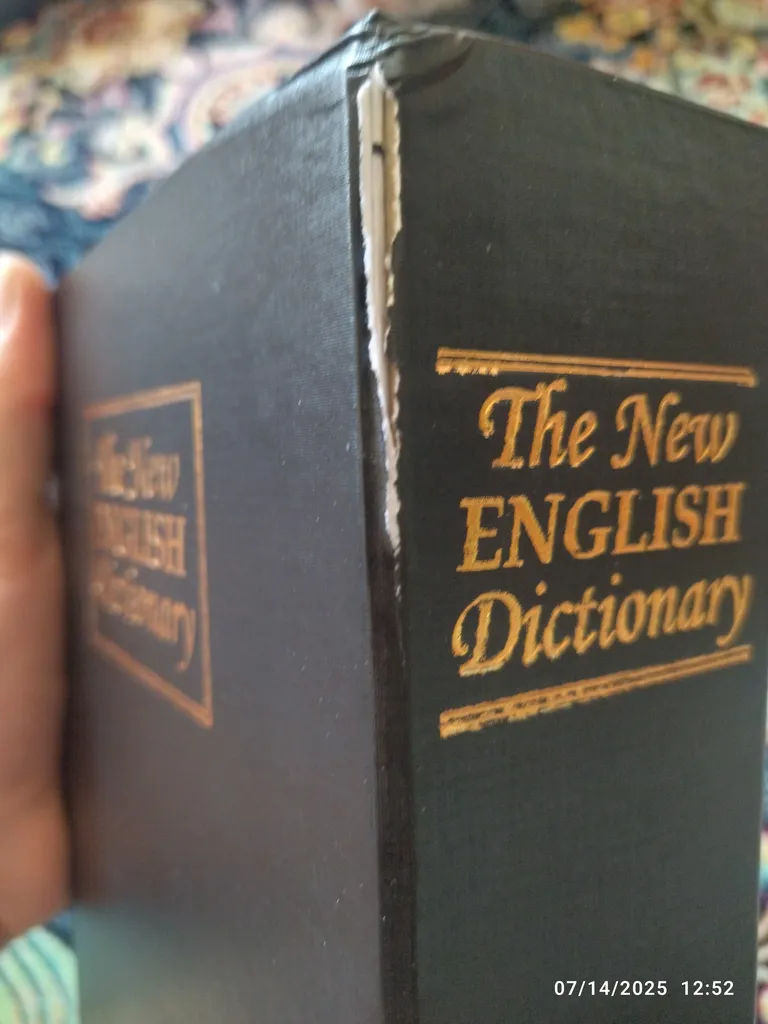 The New
ENGLISH
Dictionary
The New
ENGLISH
Dictionary
07/14/2025 12:52